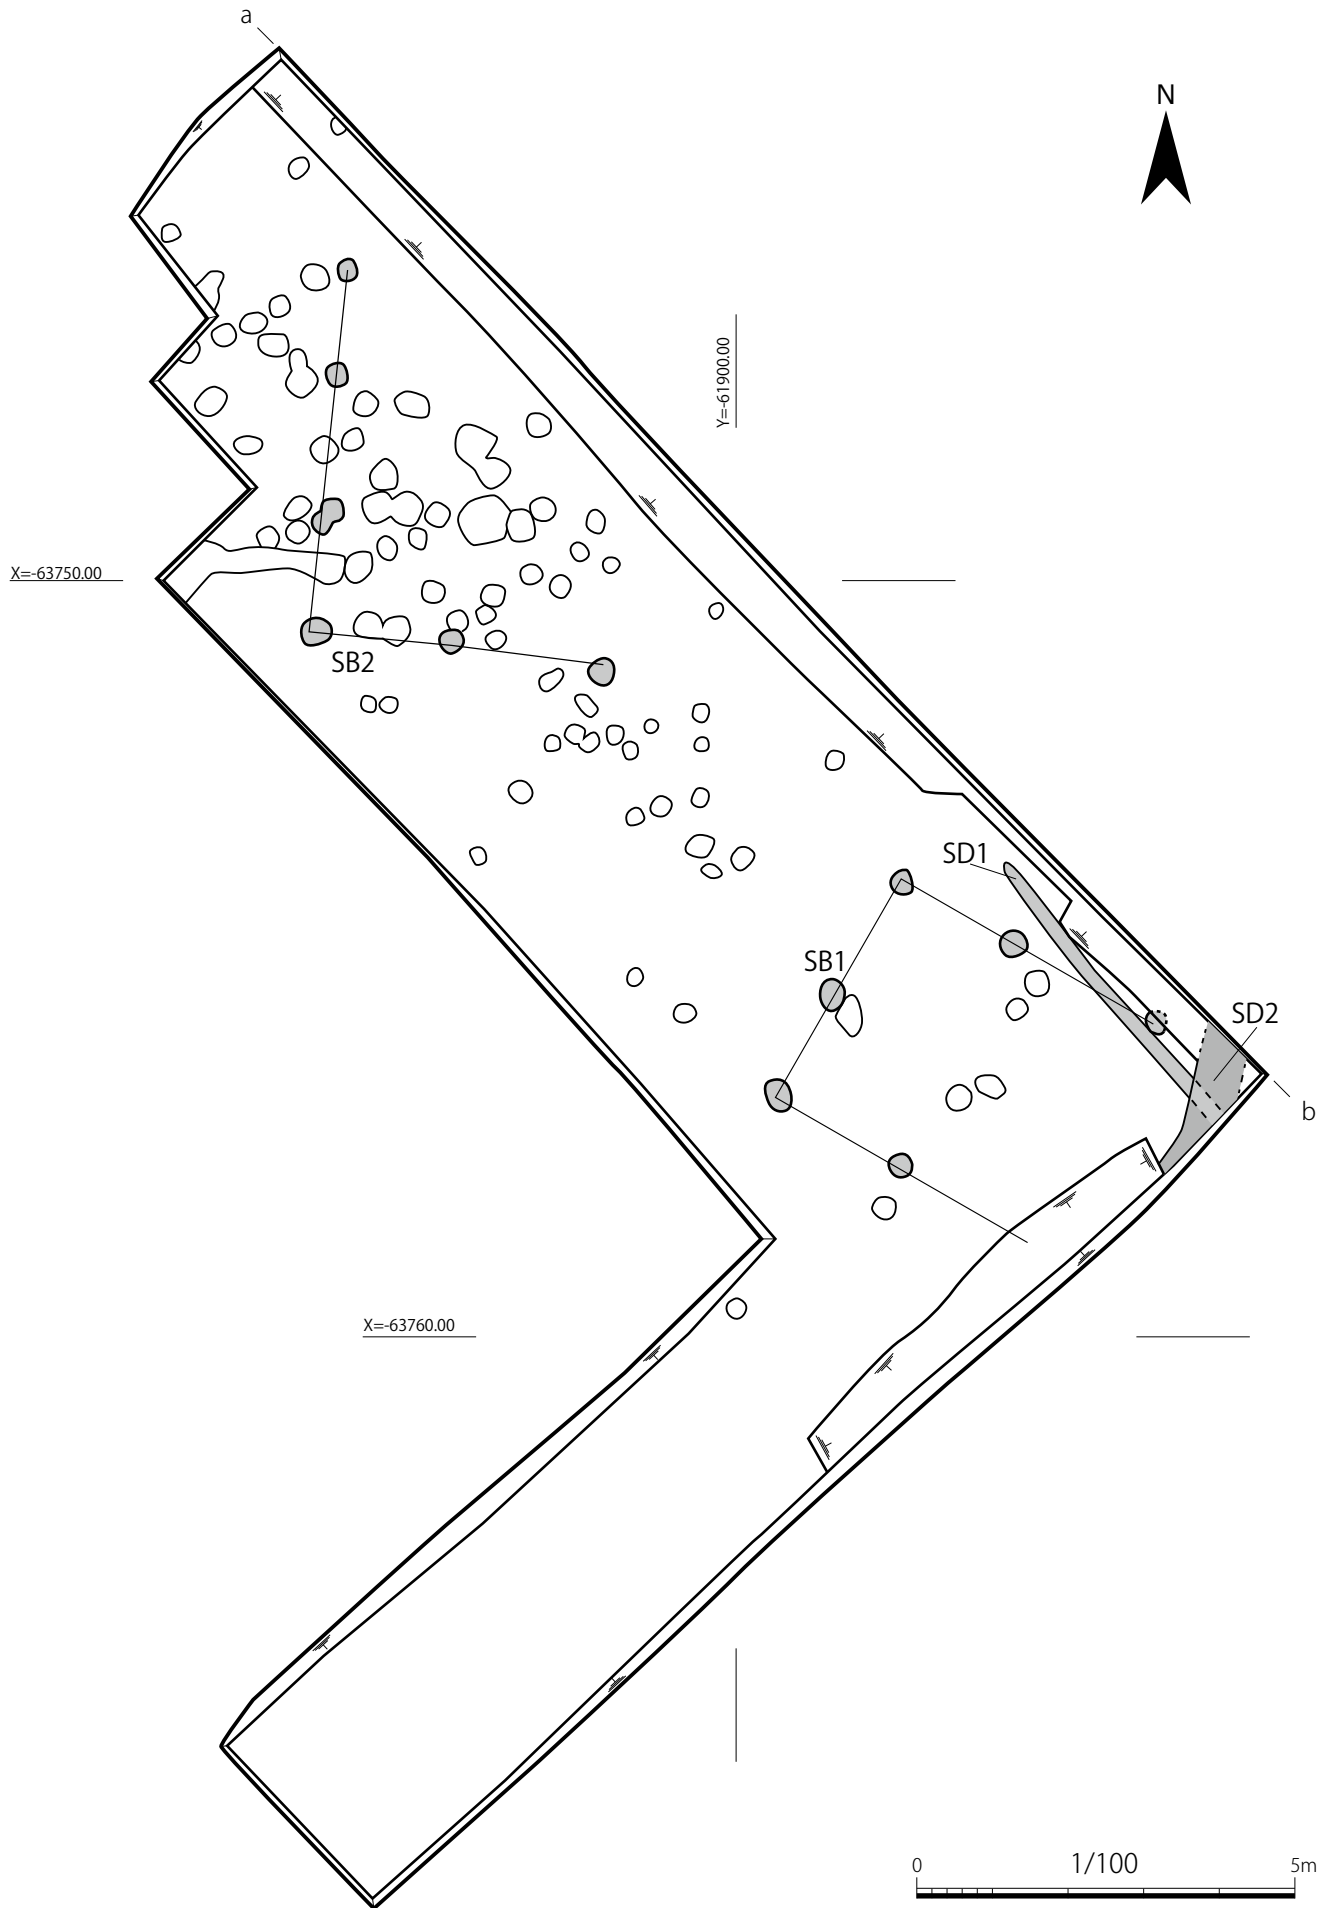 a
N
Y=-61900.00
X=-63750.00
SB2
SD1
SB1
SD2
b
X=-63760.00
0
1/100
5m